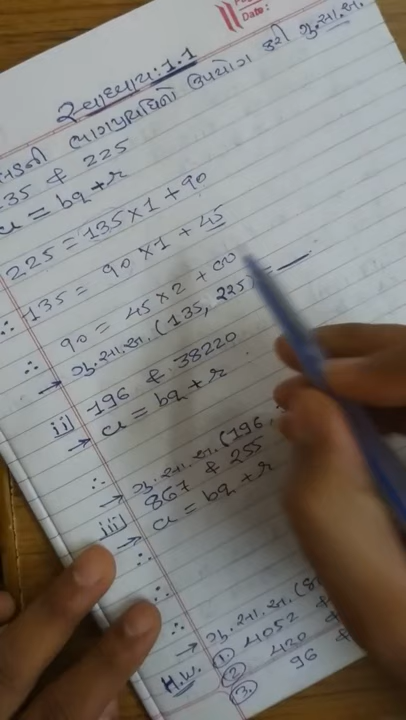 Date:
સ્વાધ્યાય:1.1
ભાગપ્રવિધિનો ઉપયોગ કરી ગુ.સા.અ.
135 & 225
a = bq + r
225 = 135 × 1 + 90
∴ 135 = 90 × 1 + 45
∴ 90 = 45 × 2 + 00
→ ગુ.સા.અ. (135, 225) =
ii) 196 & 38220
→ a = bq + r
∴
→ ગુ.સા.અ. (196,
iii) 867 & 255
→ a = bq + r
∴
∴
∴
→ ગુ.સા.અ. (8
H.W. ① 4052 &
② 420
③. 96 &